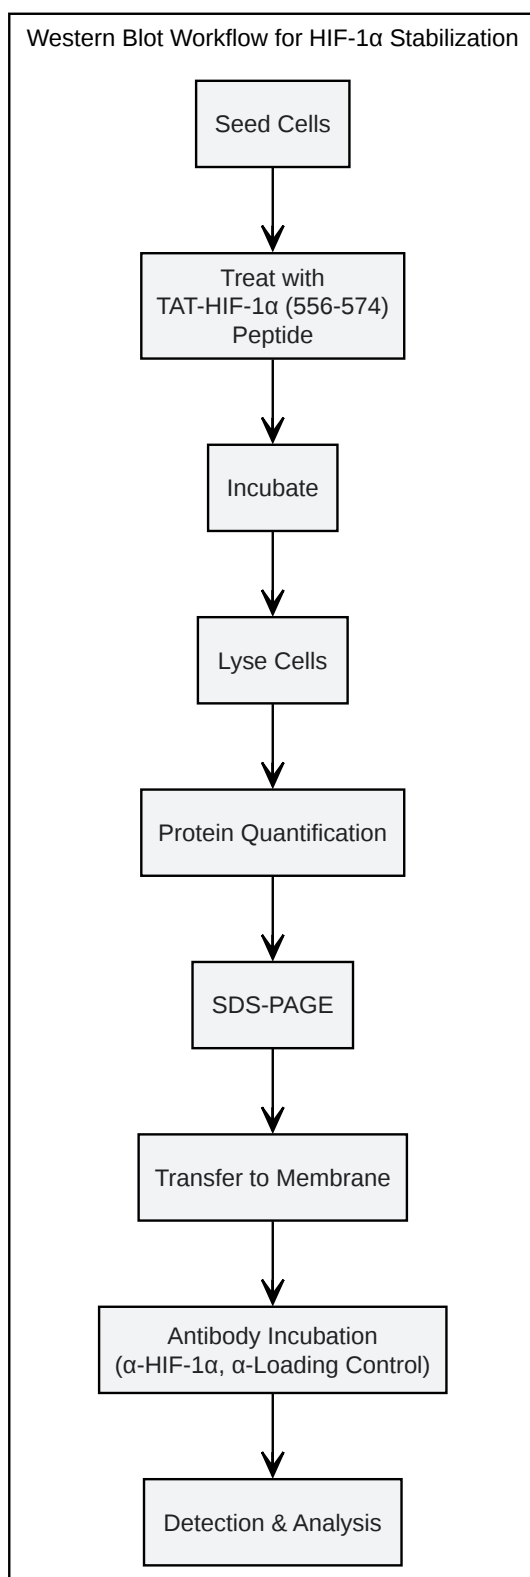 Western Blot Workflow for HIF-1α Stabilization
Seed Cells
Treat with
TAT-HIF-1α (556-574)
Peptide
Incubate
Lyse Cells
Protein Quantification
SDS-PAGE
Transfer to Membrane
Antibody Incubation
(α-HIF-1α, α-Loading Control)
Detection & Analysis